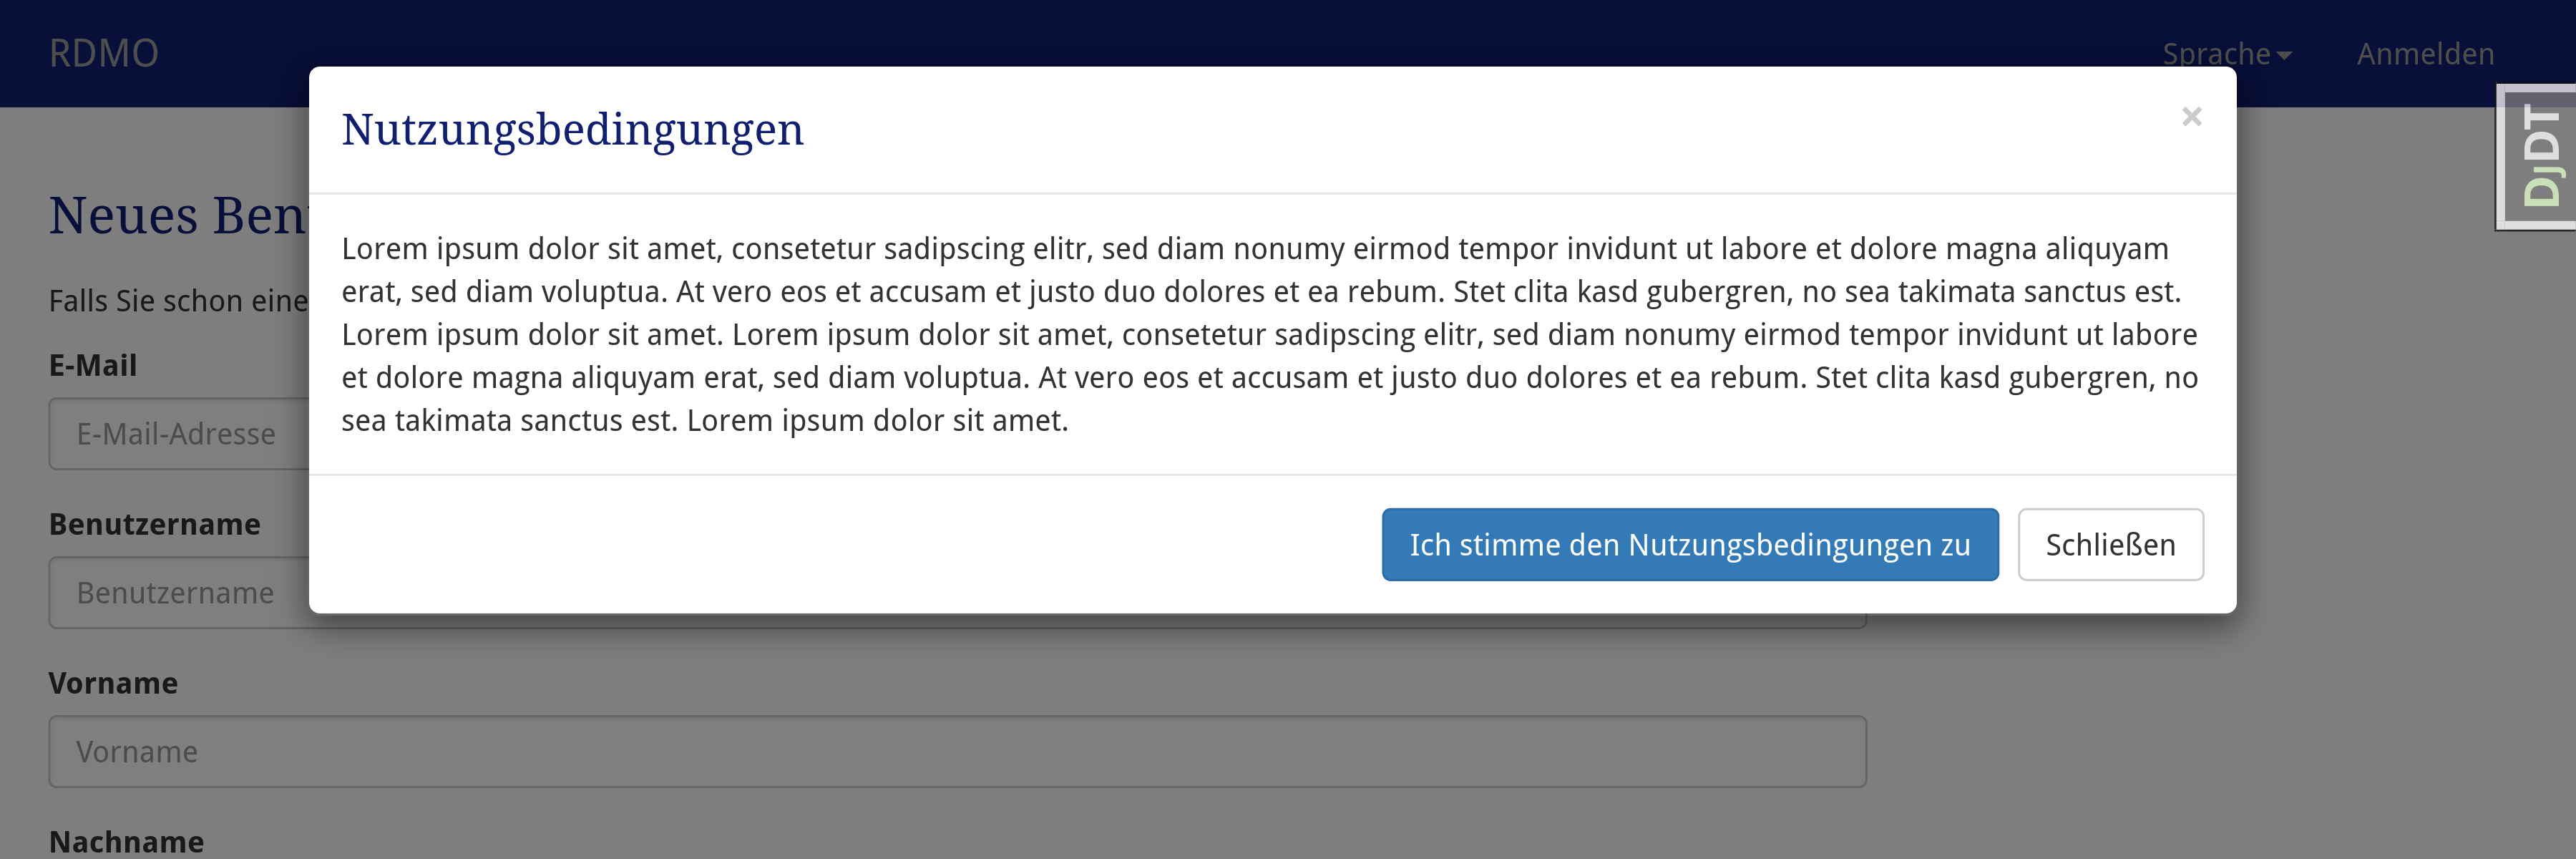 RDMO
Sprache
Anmelden
DJDT
Nutzungsbedingungen
×
Lorem ipsum dolor sit amet, consetetur sadipscing elitr, sed diam nonumy eirmod tempor invidunt ut labore et dolore magna aliquyam
erat, sed diam voluptua. At vero eos et accusam et justo duo dolores et ea rebum. Stet clita kasd gubergren, no sea takimata sanctus est.
Lorem ipsum dolor sit amet. Lorem ipsum dolor sit amet, consetetur sadipscing elitr, sed diam nonumy eirmod tempor invidunt ut labore
et dolore magna aliquyam erat, sed diam voluptua. At vero eos et accusam et justo duo dolores et ea rebum. Stet clita kasd gubergren, no
sea takimata sanctus est. Lorem ipsum dolor sit amet.
Ich stimme den Nutzungsbedingungen zu
Schließen
Neues Ben
Falls Sie schon eine
E-Mail
E-Mail-Adresse
Benutzername
Benutzername
Vorname
Vorname
Nachname